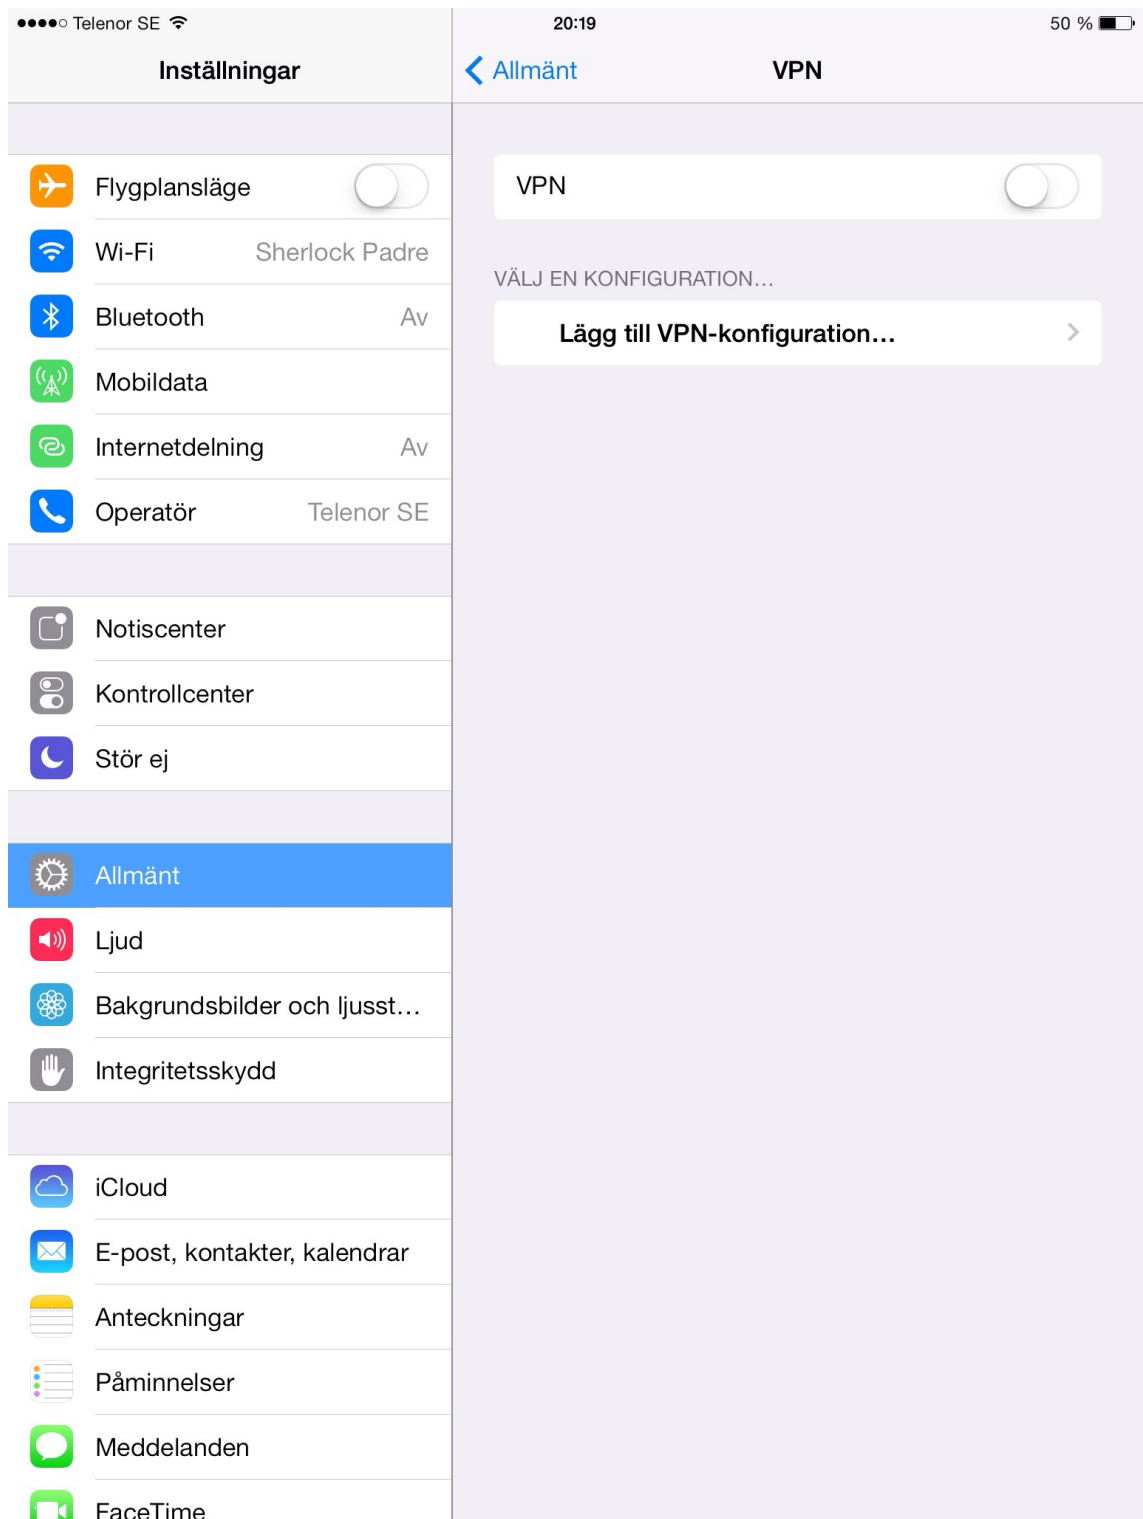 Telenor SE
20:19
50 %
Inställningar
Allmänt
VPN
Flygplansläge
Wi-Fi
Sherlock Padre
Bluetooth
Av
Mobildata
Internetdelning
Av
Operatör
Telenor SE
Notiscenter
Kontrollcenter
Stör ej
Allmänt
Ljud
Bakgrundsbilder och ljusst...
Integritetsskydd
iCloud
E-post, kontakter, kalendrar
Anteckningar
Påminnelser
Meddelanden
FaceTime
VPN
VÄLJ EN KONFIGURATION...
Lägg till VPN-konfiguration...